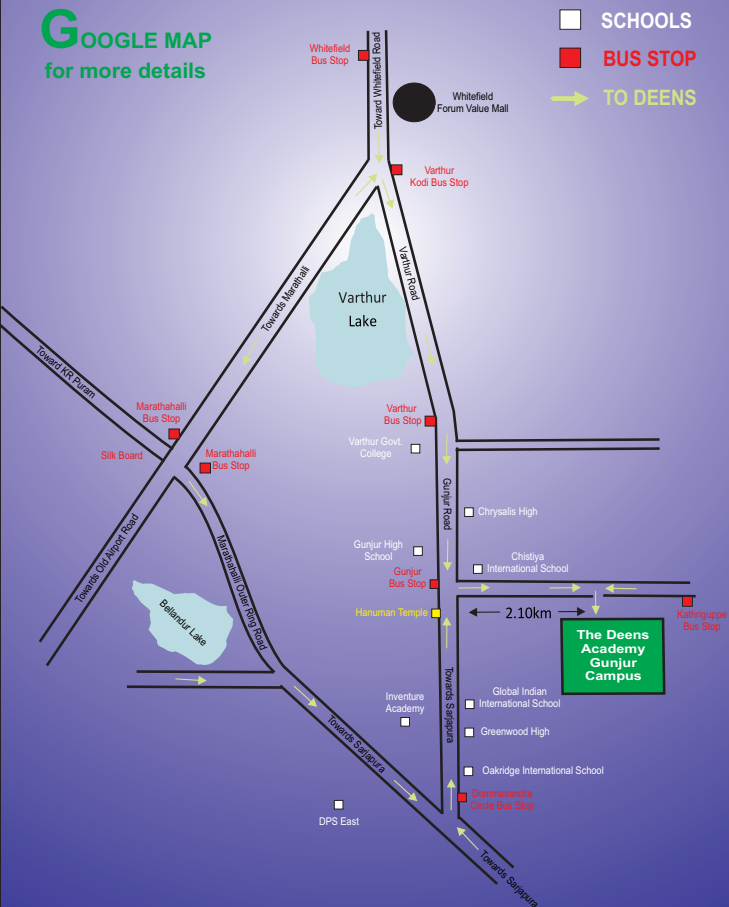 GOOGLE MAP
for more details
SCHOOLS
BUS STOP
TO DEENS
Whitefield
Bus Stop
Toward Whitefield Road
Whitefield
Forum Value Mall
Varthur
Kodi Bus Stop
Towards Marathalli
Varthur Road
Varthur
Lake
Toward KR Puram
Marathahalli
Bus Stop
Silk Board
Marathahalli
Bus Stop
Varthur
Bus Stop
Varthur Govt.
College
Gunjur Road
Chrysalis High
Towards Old Airport Road
Marathahalli Outer Ring Road
Gunjur High
School
Chistiya
International School
Gunjur
Bus Stop
Hanuman Temple
2.10km
Kathriguppe
Bus Stop
Bellandur Lake
The Deens
Academy
Gunjur
Campus
Towards Sarjapura
Inventure
Academy
Global Indian
International School
Greenwood High
Towards Sarjapura
Oakridge International School
Dommasandra
Circle Bus Stop
DPS East
Towards Sarjapura